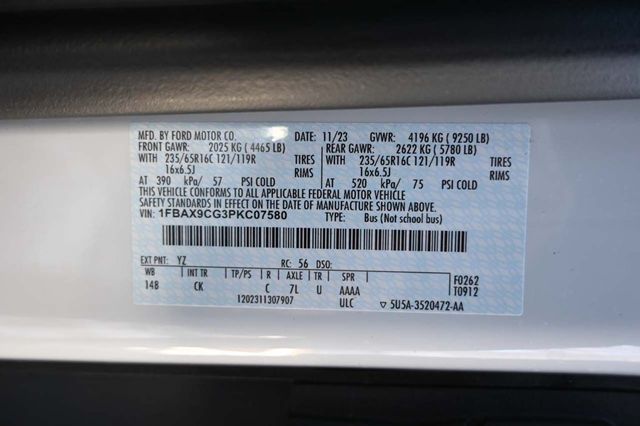 MFD. BY FORD MOTOR CO. DATE: 11/23 GVWR: 4196 KG ( 9250 LB)
FRONT GAWR: 2025 KG ( 4465 LB) REAR GAWR: 2622 KG ( 5780 LB)
WITH 235/65R16C 121/119R TIRES WITH 235/65R16C 121/119R TIRES
16x6.5J RIMS 16x6.5J RIMS
AT 390 kPa/ 57 PSI COLD AT 520 kPa/ 75 PSI COLD
THIS VEHICLE CONFORMS TO ALL APPLICABLE FEDERAL MOTOR VEHICLE
SAFETY STANDARDS IN EFFECT ON THE DATE OF MANUFACTURE SHOWN ABOVE.
VIN: 1FBAX9CG3PKC07580 TYPE: Bus (Not school bus)
EXT PNT: YZ RC: 56 DSO:
WB INT TR TP/PS R AXLE TR SPR F0262
148 CK C 7L U AAAA T0912
1202311307907 ULC ▽ 5U5A-3520472-AA